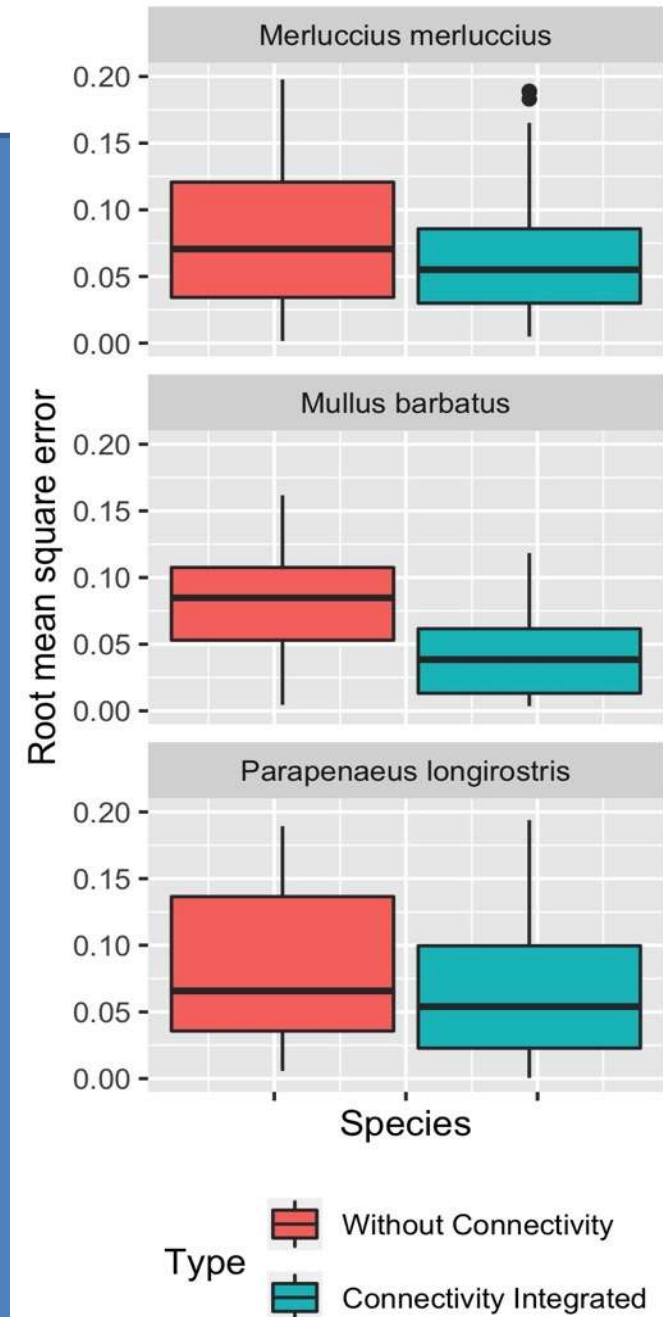 Merluccius merluccius
0.20
0.15
0.10
0.05
0.00
Mullus barbatus
0.20
0.15
0.10
0.05
0.00
Parapenaeus longirostris
0.20
0.15
0.10
0.05
0.00
Root mean square error
Species
Type
Without Connectivity
Connectivity Integrated